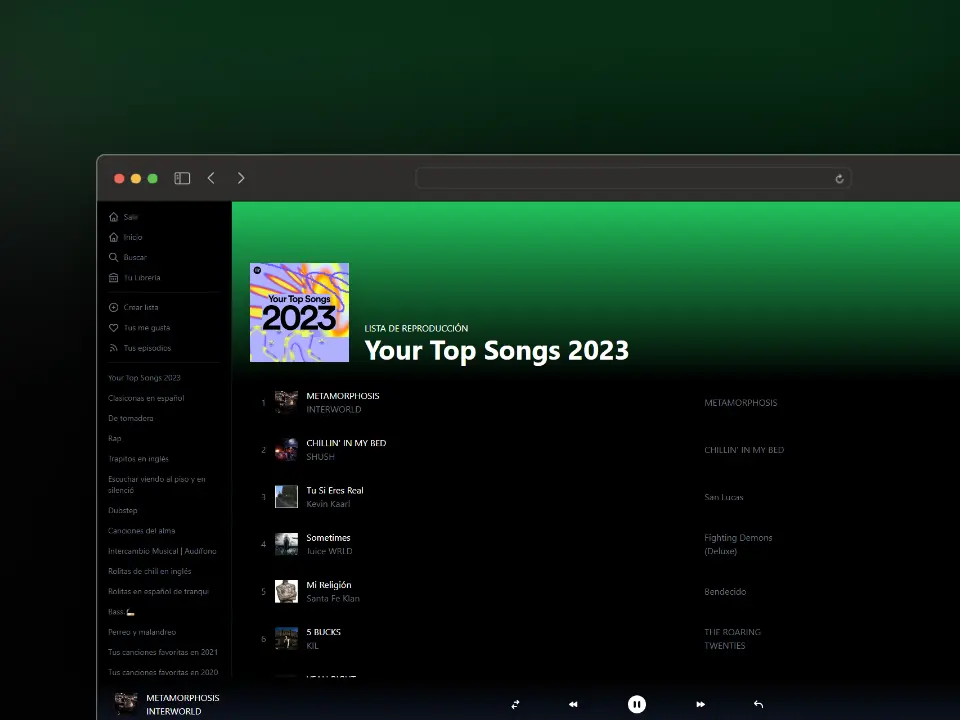 Salir
Inicio
Buscar
Tu Libreria
Crear lista
Tus me gusta
Tus episodios
Your Top Songs 2023
Clasiconas en español
De tomadera
Rap
Trapitos en inglés
Escuchar viendo al piso y en
silenció
Dubstep
Canciones del alma
Intercambio Musical | Audífono
Rolitas de chill en inglés
Rolitas en español de tranqui
Bass
Perreo y malandreo
Tus canciones favoritas en 2021
Tus canciones favoritas en 2020
Your Top Songs
2023
LISTA DE REPRODUCCIÓN
Your Top Songs 2023
1 METAMORPHOSIS
INTERWORLD
METAMORPHOSIS
2 CHILLIN' IN MY BED
SHUSH
CHILLIN' IN MY BED
3 Tu Si Eres Real
Kevin Kaarl
San Lucas
4 Sometimes
Juice WRLD
Fighting Demons
(Deluxe)
5 Mi Religión
Santa Fe Klan
Bendecido
6 5 BUCKS
KIL
THE ROARING
TWENTIES
METAMORPHOSIS
INTERWORLD